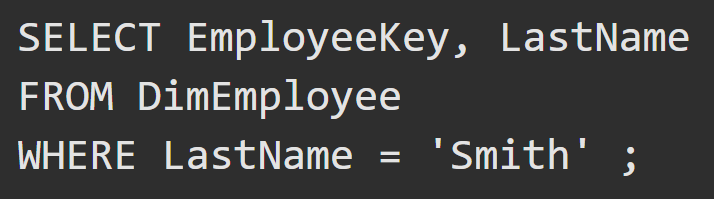 SELECT EmployeeKey, LastName
FROM DimEmployee
WHERE LastName = 'Smith' ;